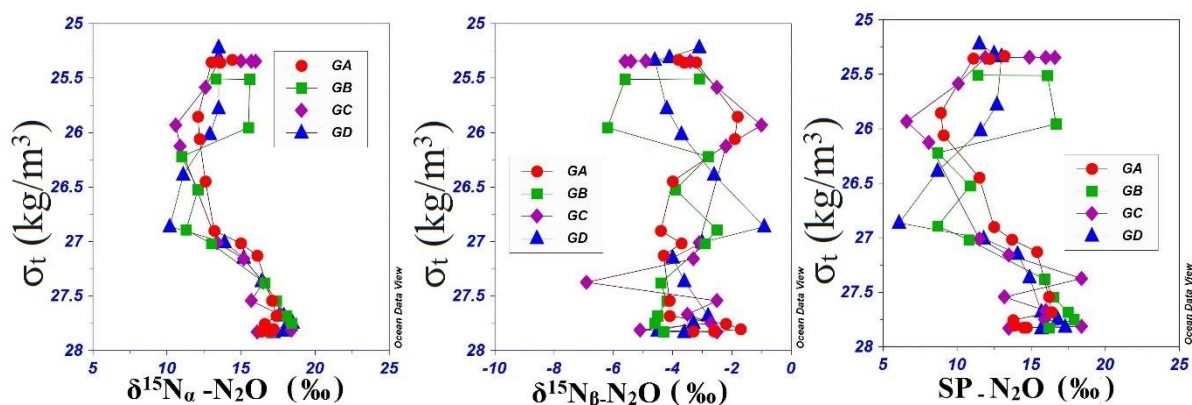 25
25.5
26
26.5
27
27.5
28
σt (kg/m³)
5 10 15 20 25
δ¹⁵Nα -N₂O (‰)
GA
GB
GC
GD
Ocean Data View
25
25.5
26
26.5
27
27.5
28
σt (kg/m³)
-10 -8 -6 -4 -2 0
δ¹⁵Nβ-N₂O (‰)
GA
GB
GC
GD
Ocean Data View
25
25.5
26
26.5
27
27.5
28
σt (kg/m³)
5 10 15 20 25
SP - N₂O (‰)
GA
GB
GC
GD
Ocean Data View